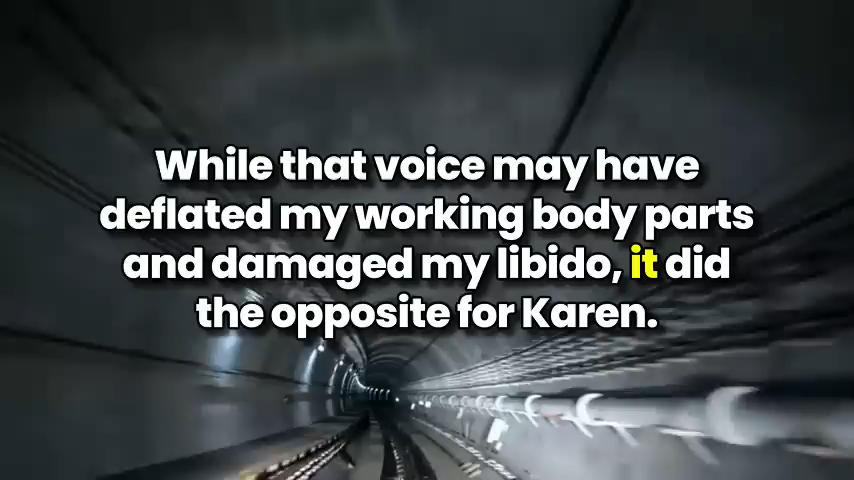 While that voice may have
deflated my working body parts
and damaged my libido, it did
the opposite for Karen.